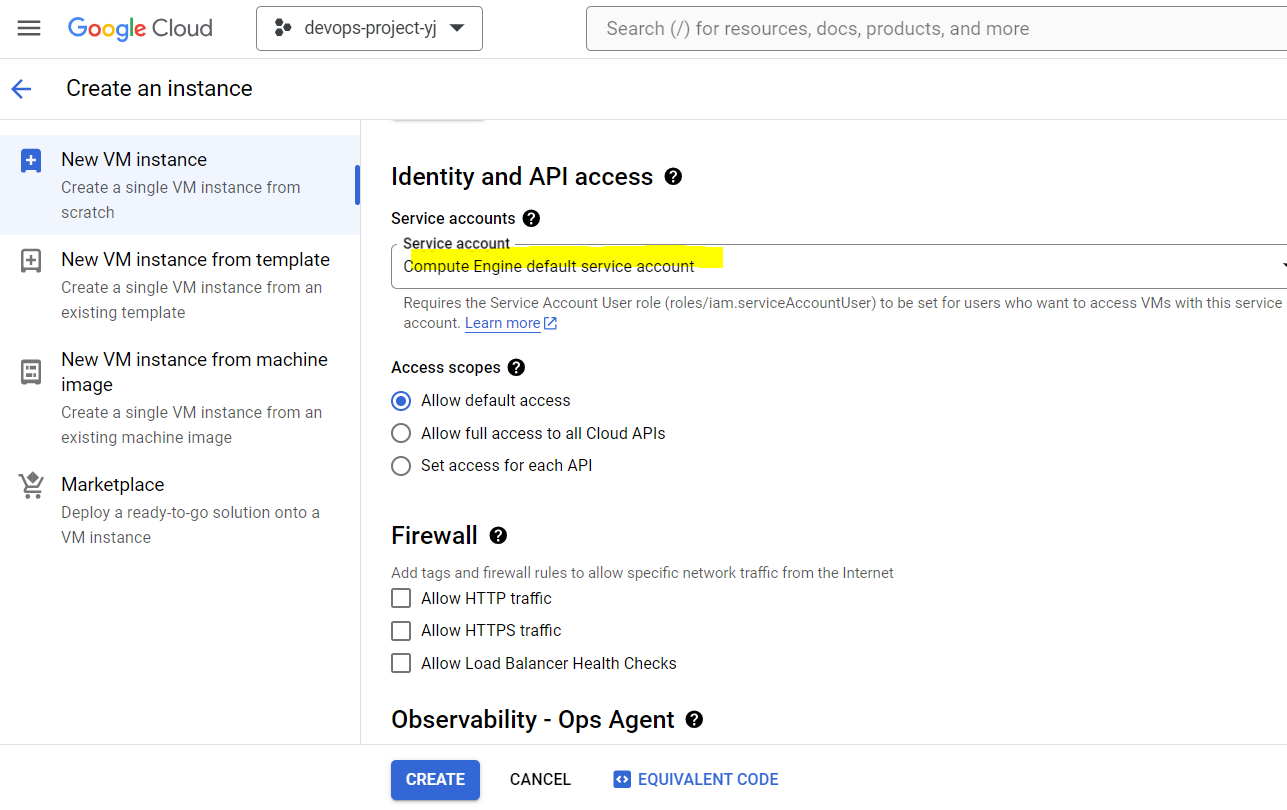 Google Cloud
devops-project-yj
Search (/) for resources, docs, products, and more
Create an instance
New VM instance
Create a single VM instance from
scratch
New VM instance from template
Create a single VM instance from an
existing template
New VM instance from machine
image
Create a single VM instance from an
existing machine image
Marketplace
Deploy a ready-to-go solution onto a
VM instance
Identity and API access
Service accounts
Service account
Compute Engine default service account
Requires the Service Account User role (roles/iam.serviceAccountUser) to be set for users who want to access VMs with this service
account. Learn more
Access scopes
Allow default access
Allow full access to all Cloud APIs
Set access for each API
Firewall
Add tags and firewall rules to allow specific network traffic from the Internet
Allow HTTP traffic
Allow HTTPS traffic
Allow Load Balancer Health Checks
Observability - Ops Agent
CREATE
CANCEL
EQUIVALENT CODE